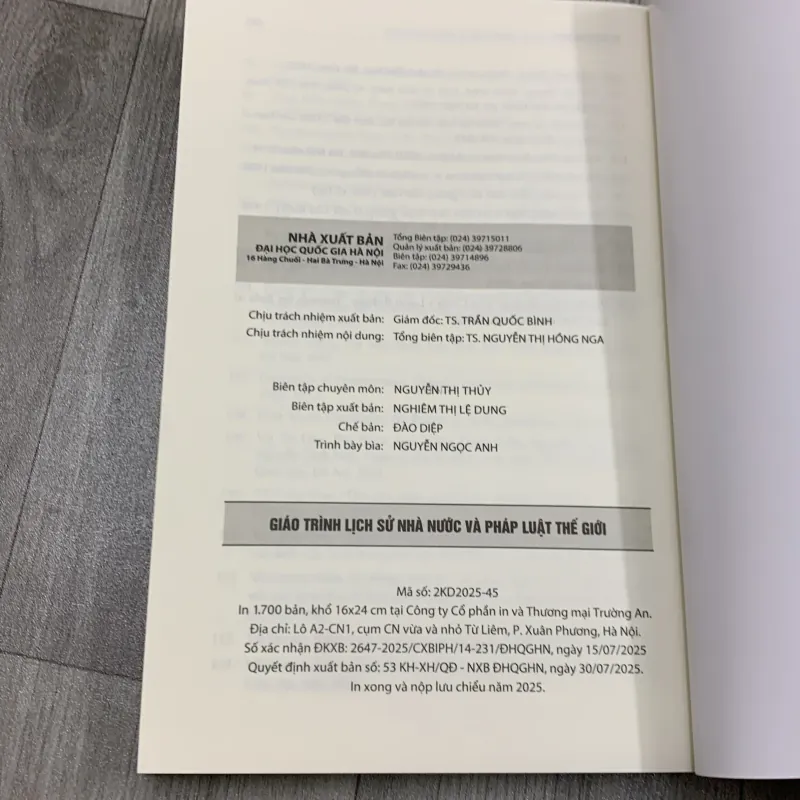 NHÀ XUẤT BẢN
ĐẠI HỌC QUỐC GIA HÀ NỘI
16 Hàng Chuối - Hai Bà Trưng - Hà Nội
Tổng Biên tập: (024) 39715011
Quản lý xuất bản: (024) 39728806
Biên tập: (024) 39714896
Fax: (024) 39729436
Chịu trách nhiệm xuất bản: Giám đốc: TS. TRẦN QUỐC BÌNH
Chịu trách nhiệm nội dung: Tổng biên tập: TS. NGUYỄN THỊ HỒNG NGA
Biên tập chuyên môn: NGUYỄN THỊ THỦY
Biên tập xuất bản: NGHIÊM THỊ LỆ DUNG
Chế bản: ĐÀO DIỆP
Trình bày bìa: NGUYỄN NGỌC ANH
GIÁO TRÌNH LỊCH SỬ NHÀ NƯỚC VÀ PHÁP LUẬT THẾ GIỚI
Mã số: 2KD2025-45
In 1.700 bản, khổ 16x24 cm tại Công ty Cổ phần in và Thương mại Trường An.
Địa chỉ: Lô A2-CN1, cụm CN vừa và nhỏ Từ Liêm, P. Xuân Phương, Hà Nội.
Số xác nhận ĐKXB: 2647-2025/CXBIPH/14-231/ĐHQGHN, ngày 15/07/2025
Quyết định xuất bản số: 53 KH-XH/QĐ - NXB ĐHQGHN, ngày 30/07/2025.
In xong và nộp lưu chiểu năm 2025.